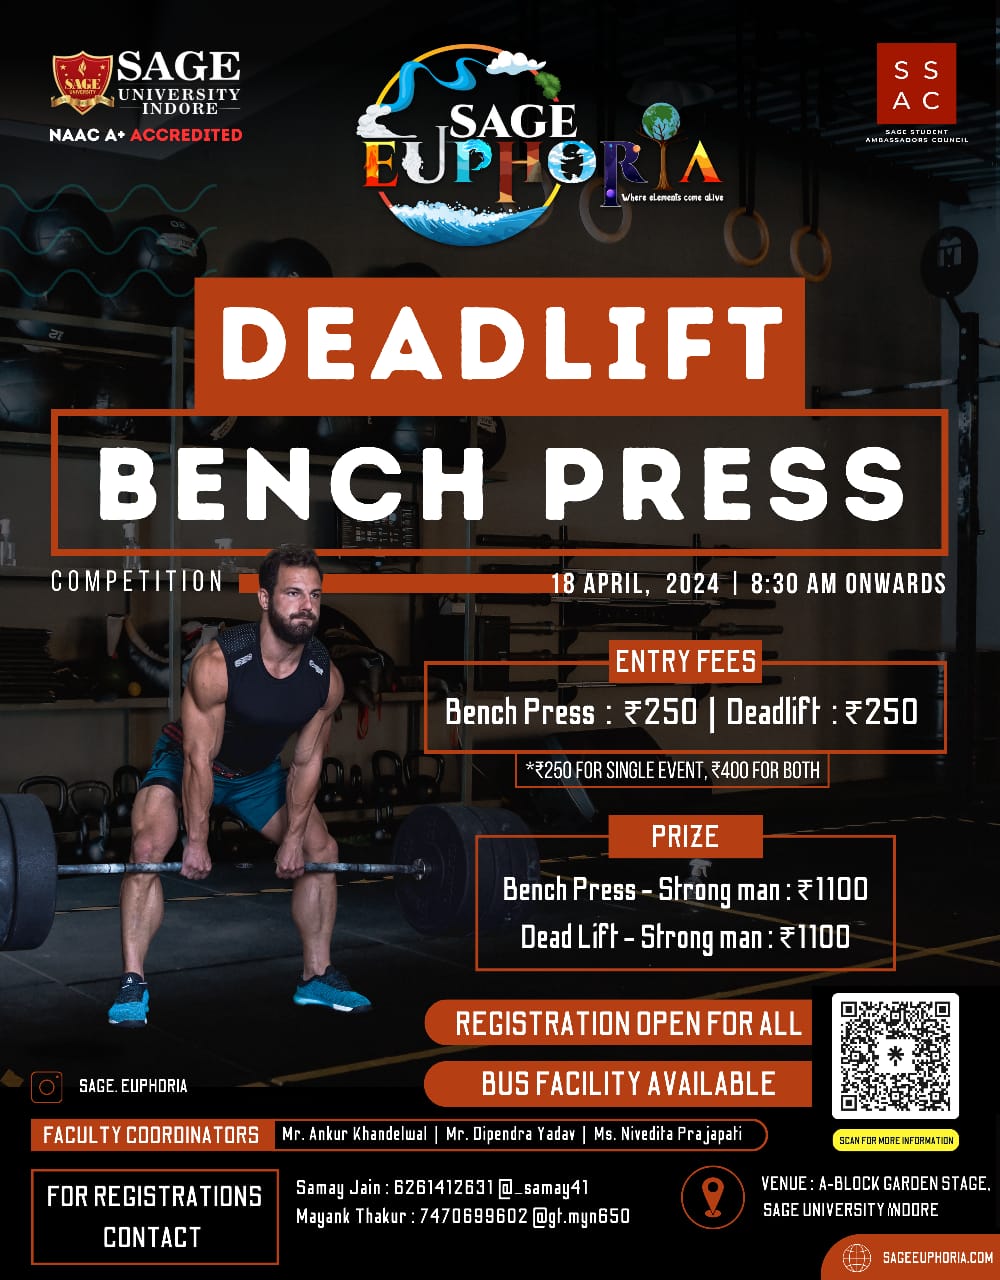 SAGE
UNIVERSITY
INDORE
NAAC A+ ACCREDITED
SAGE
UNIVERSITY
SAGE
EUPHORIA
Where elements come alive
S S
A C
SAGE STUDENT
AMBASSADORS COUNCIL
DEADLIFT
BENCH PRESS
COMPETITION
18 APRIL, 2024 | 8:30 AM ONWARDS
ENTRY FEES
Bench Press : ₹250 | Deadlift : ₹250
*₹250 FOR SINGLE EVENT, ₹400 FOR BOTH
PRIZE
Bench Press - Strong man : ₹1100
Dead Lift - Strong man : ₹1100
REGISTRATION OPEN FOR ALL
BUS FACILITY AVAILABLE
SCAN FOR MORE INFORMATION
SAGE. EUPHORIA
FACULTY COORDINATORS Mr. Ankur Khandelwal | Mr. Dipendra Yadav | Ms. Nivedita Prajapati
FOR REGISTRATIONS
CONTACT
Samay Jain : 6261412631 @_samay41
Mayank Thakur : 7470699602 @gt.myn650
VENUE : A-BLOCK GARDEN STAGE,
SAGE UNIVERSITY INDORE
SAGEEUPHORIA.COM